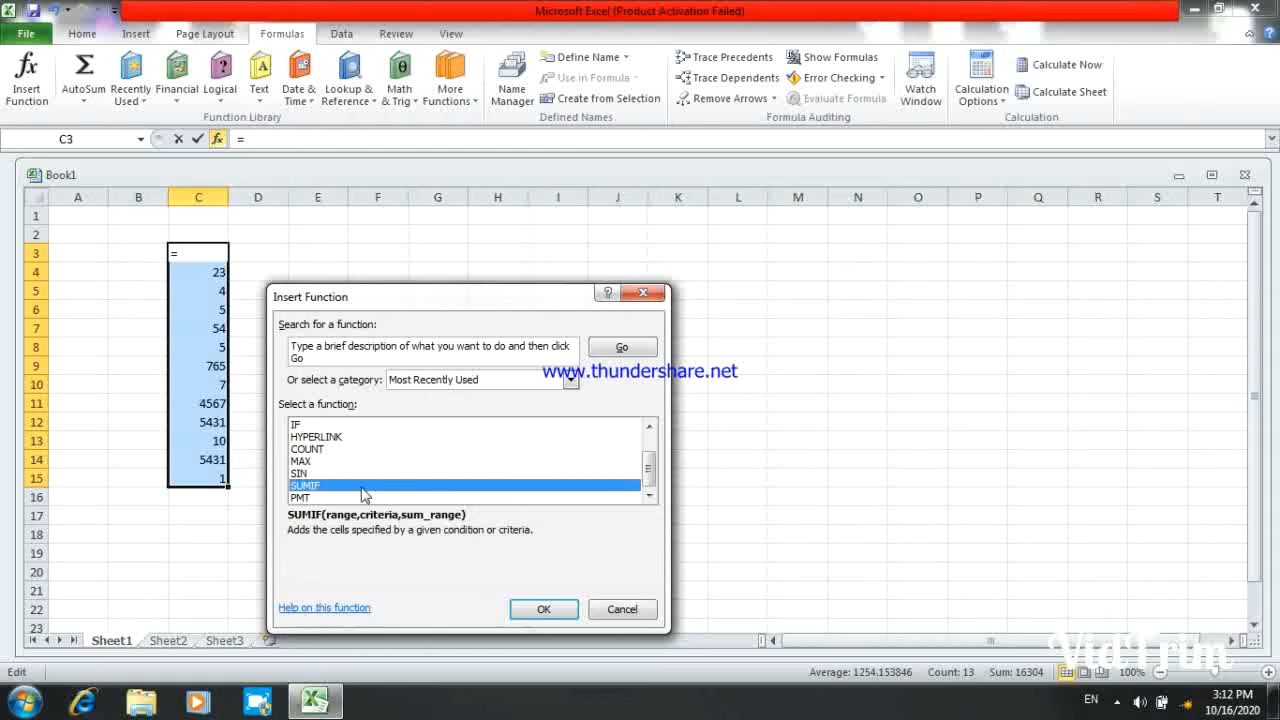 Microsoft Excel (Product Activation Failed)
File Home Insert Page Layout Formulas Data Review View
fx Insert Function
Σ AutoSum
Recently Used
Financial
Logical
Text
Date & Time
Lookup & Reference
Math & Trig
More Functions
Function Library
Name Manager
Define Name
Use in Formula
Create from Selection
Defined Names
Trace Precedents
Trace Dependents
Remove Arrows
Show Formulas
Error Checking
Evaluate Formula
Formula Auditing
Watch Window
Calculation Options
Calculate Now
Calculate Sheet
Calculation
C3 fx =
Book1
A B C D E F G H I J K L M N O P Q R S T
1
2
3 =
4 23
5 4
6 5
7 54
8 5
9 765
10 7
11 4567
12 5431
13 10
14 5431
15 1
16
17
18
19
20
21
22
23
Insert Function
Search for a function:
Type a brief description of what you want to do and then click
Go
Go
www.thundershare.net
Or select a category: Most Recently Used
Select a function:
IF
HYPERLINK
COUNT
MAX
SIN
SUMIF
PMT
SUMIF(range,criteria,sum_range)
Adds the cells specified by a given condition or criteria.
Help on this function OK Cancel
Sheet1 Sheet2 Sheet3
VidTrim
Edit Average: 1254.153846 Count: 13 Sum: 16304 100%
EN 3:12 PM
10/16/2020